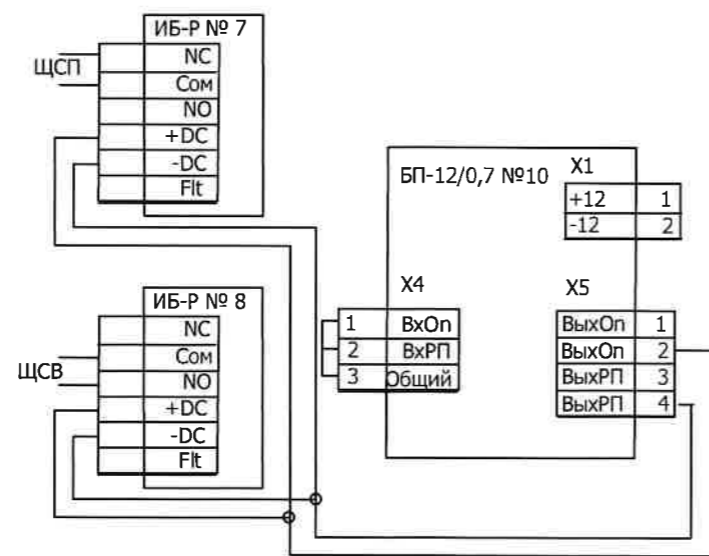 ИБ-Р № 7
NC
ЩСП
Com
NO
+DC
-DC
Flt
БП-12/0,7 №10
X1
+12 1
-12 2
ИБ-Р № 8
NC
Com
ЩСВ
NO
+DC
-DC
Flt
X4
1 ВхОп
2 ВхРП
3 Общий
X5
ВыхОп 1
ВыхОп 2
ВыхРП 3
ВыхРП 4